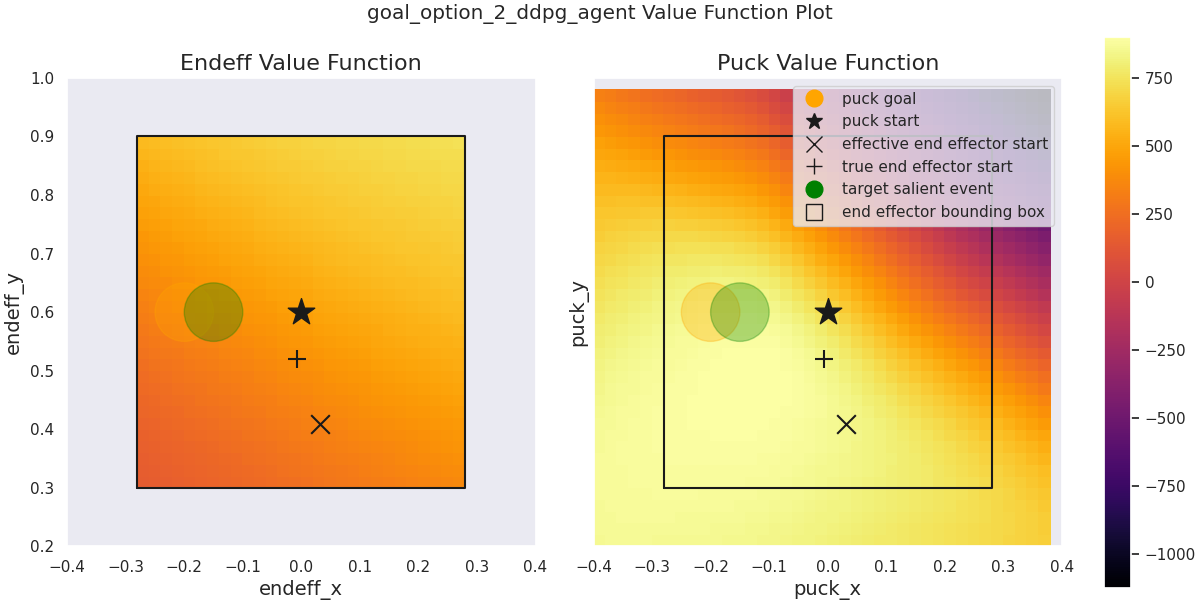 goal_option_2_ddpg_agent Value Function Plot
Endeff Value Function
1.0
0.9
0.8
0.7
0.6
0.5
0.4
0.3
0.2
endeff_y
−0.4 −0.3 −0.2 −0.1 0.0 0.1 0.2 0.3 0.4
endeff_x
Puck Value Function
puck goal
puck start
effective end effector start
true end effector start
target salient event
end effector bounding box
puck_y
−0.4 −0.3 −0.2 −0.1 0.0 0.1 0.2 0.3 0.4
puck_x
750
500
250
0
−250
−500
−750
−1000